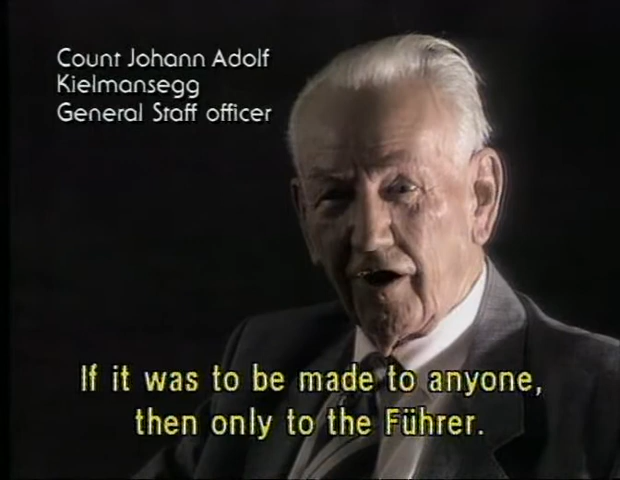 Count Johann Adolf
Kielmansegg
General Staff officer
If it was to be made to anyone,
then only to the Führer.